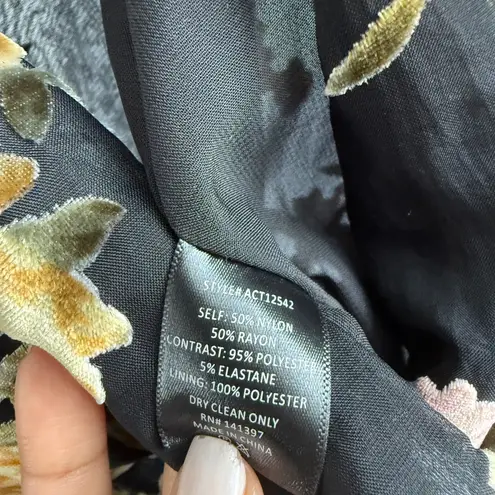 STYLE# ACT12542
SELF: 50% NYLON
50% RAYON
CONTRAST: 95% POLYESTER
5% ELASTANE
LINING: 100% POLYESTER
DRY CLEAN ONLY
RN# 141397
MADE IN CHINA